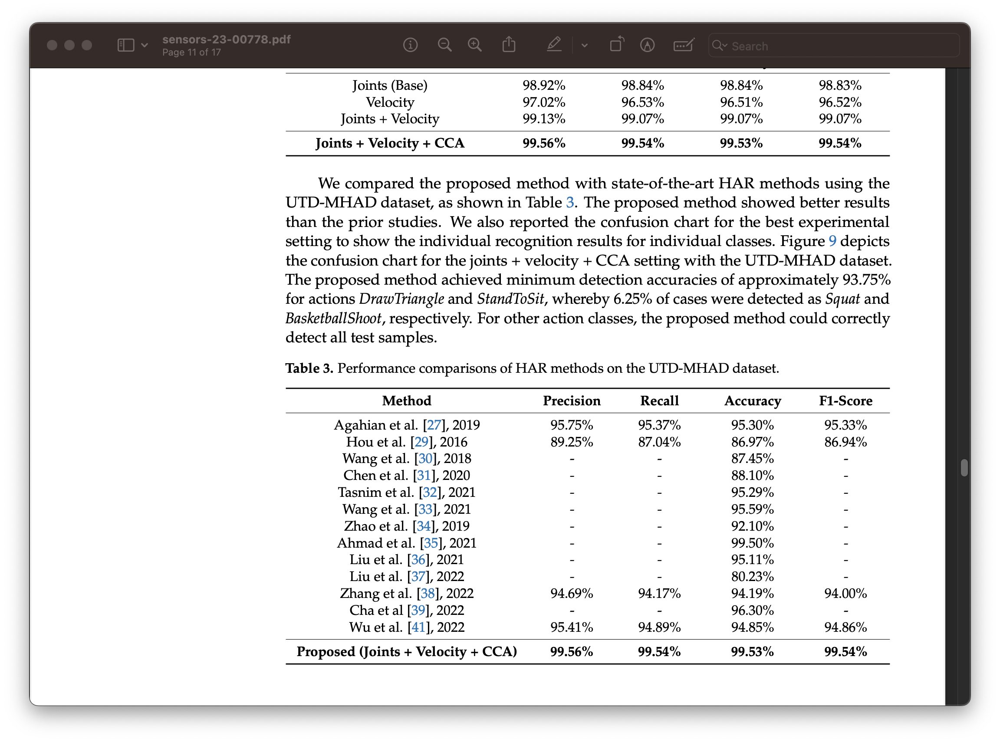 sensors-23-00778.pdf
Page 11 of 17
Search
Joints (Base) 98.92% 98.84% 98.84% 98.83%
Velocity 97.02% 96.53% 96.51% 96.52%
Joints + Velocity 99.13% 99.07% 99.07% 99.07%
Joints + Velocity + CCA 99.56% 99.54% 99.53% 99.54%
We compared the proposed method with state-of-the-art HAR methods using the
UTD-MHAD dataset, as shown in Table 3. The proposed method showed better results
than the prior studies. We also reported the confusion chart for the best experimental
setting to show the individual recognition results for individual classes. Figure 9 depicts
the confusion chart for the joints + velocity + CCA setting with the UTD-MHAD dataset.
The proposed method achieved minimum detection accuracies of approximately 93.75%
for actions DrawTriangle and StandToSit, whereby 6.25% of cases were detected as Squat and
BasketballShoot, respectively. For other action classes, the proposed method could correctly
detect all test samples.
Table 3. Performance comparisons of HAR methods on the UTD-MHAD dataset.
Method Precision Recall Accuracy F1-Score
Agahian et al. [27], 2019 95.75% 95.37% 95.30% 95.33%
Hou et al. [29], 2016 89.25% 87.04% 86.97% 86.94%
Wang et al. [30], 2018 - - 87.45% -
Chen et al. [31], 2020 - - 88.10% -
Tasnim et al. [32], 2021 - - 95.29% -
Wang et al. [33], 2021 - - 95.59% -
Zhao et al. [34], 2019 - - 92.10% -
Ahmad et al. [35], 2021 - - 99.50% -
Liu et al. [36], 2021 - - 95.11% -
Liu et al. [37], 2022 - - 80.23% -
Zhang et al. [38], 2022 94.69% 94.17% 94.19% 94.00%
Cha et al [39], 2022 - - 96.30% -
Wu et al. [41], 2022 95.41% 94.89% 94.85% 94.86%
Proposed (Joints + Velocity + CCA) 99.56% 99.54% 99.53% 99.54%